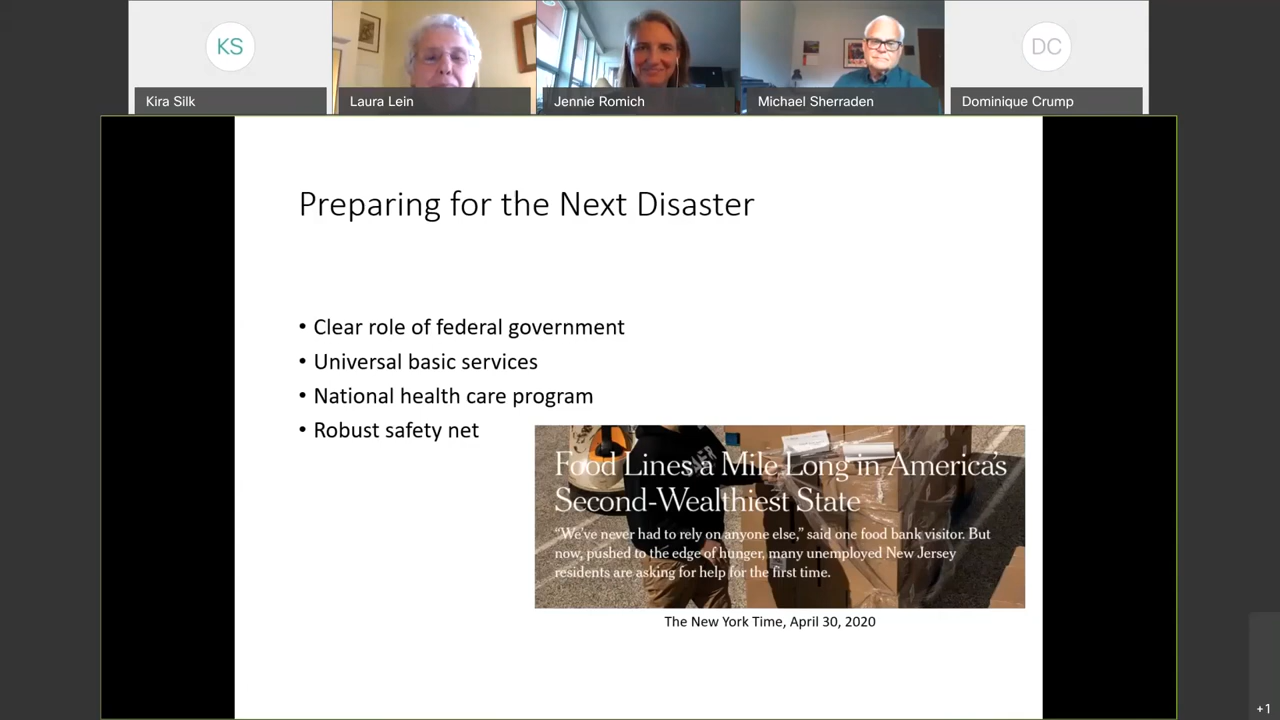 KS
DC
Kira Silk
Laura Lein
Jennie Romich
Michael Sherraden
Dominique Crump
Preparing for the Next Disaster
• Clear role of federal government
• Universal basic services
• National health care program
• Robust safety net
Food Lines a Mile Long in America's
Second-Wealthiest State
“We've never had to rely on anyone else,” said one food bank visitor. But
now, pushed to the edge of hunger, many unemployed New Jersey
residents are asking for help for the first time.
The New York Time, April 30, 2020
+1